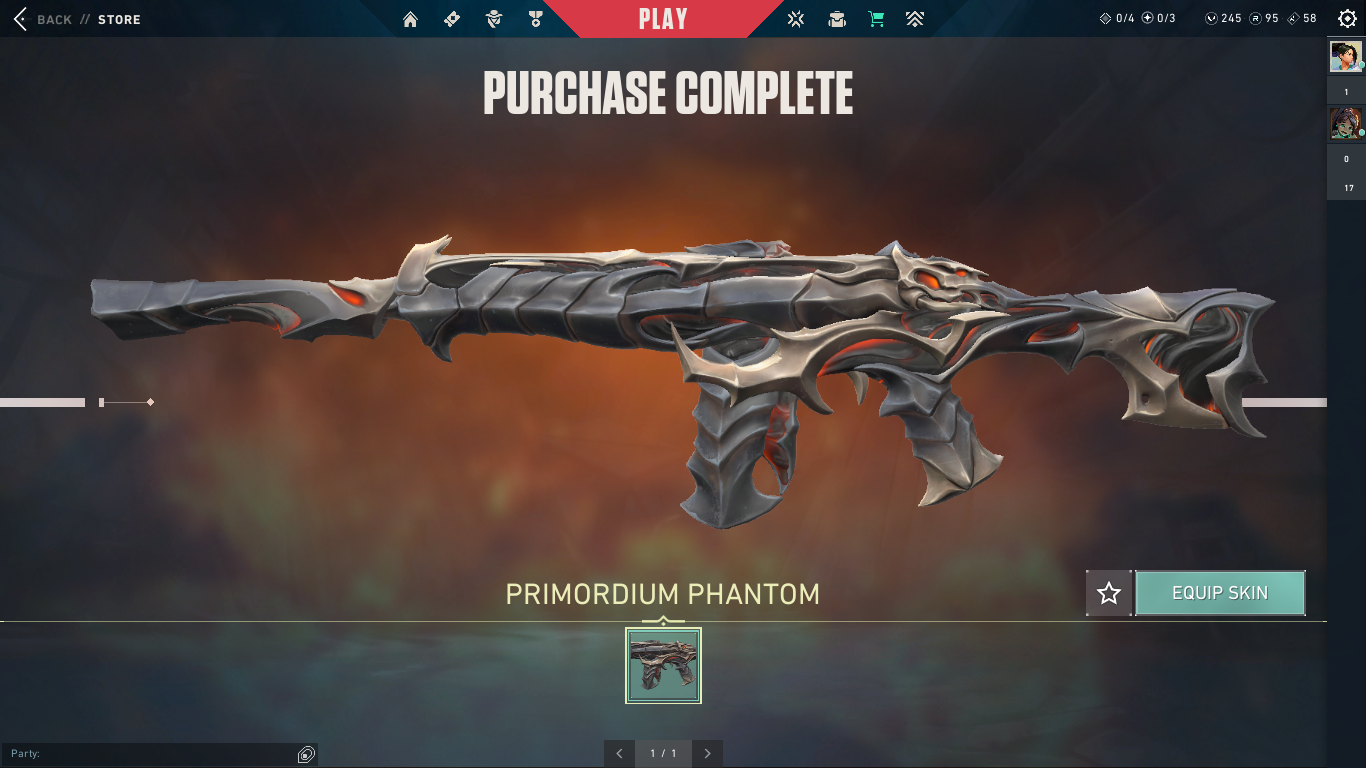 BACK // STORE
PLAY
0/4 0/3 245 95 58
PURCHASE COMPLETE
1
0
17
PRIMORDIUM PHANTOM
EQUIP SKIN
Party:
1 / 1